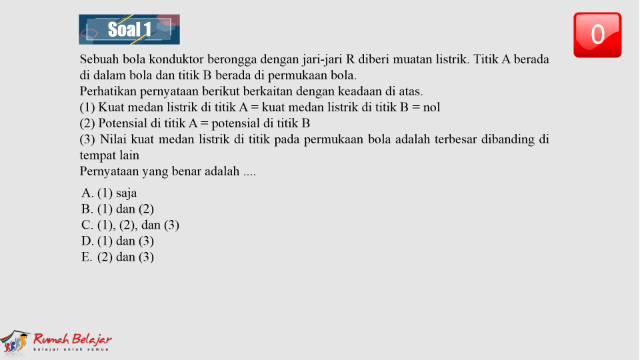 Soal 1
0
Sebuah bola konduktor berongga dengan jari-jari R diberi muatan listrik. Titik A berada
di dalam bola dan titik B berada di permukaan bola.
Perhatikan pernyataan berikut berkaitan dengan keadaan di atas.
(1) Kuat medan listrik di titik A = kuat medan listrik di titik B = nol
(2) Potensial di titik A = potensial di titik B
(3) Nilai kuat medan listrik di titik pada permukaan bola adalah terbesar dibanding di
tempat lain
Pernyataan yang benar adalah ....
A. (1) saja
B. (1) dan (2)
C. (1), (2), dan (3)
D. (1) dan (3)
E. (2) dan (3)
Rumah Belajar
belajar untuk semua